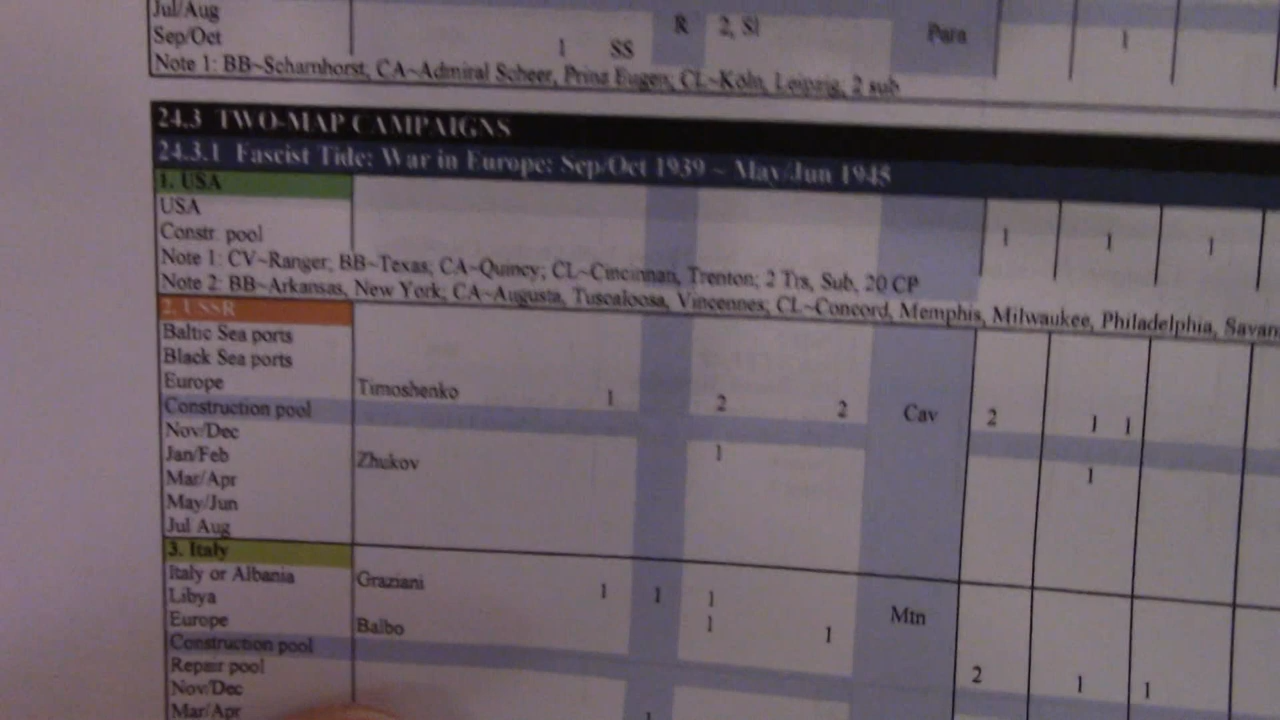 Jul/Aug R 2, SI Para 1
Sep/Oct 1 SS
Note 1: BB~Scharnhorst, CA~Admiral Scheer, Prinz Eugen; CL~Köln, Leipzig, 2 sub
24.3 TWO-MAP CAMPAIGNS
24.3.1 Fascist Tide: War in Europe: Sep/Oct 1939 ~ May/Jun 1945
1. USA
USA
Constr. pool 1 1 1
Note 1: CV~Ranger; BB~Texas; CA~Quincy; CL~Cincinnati, Trenton; 2 Trs, Sub, 20 CP
Note 2: BB~Arkansas, New York; CA~Augusta, Tuscaloosa, Vincennes; CL~Concord, Memphis, Milwaukee, Philadelphia, Savan
2. USSR
Baltic Sea ports
Black Sea ports
Europe Timoshenko 1 2 2 Cav 2 1 1
Construction pool
Nov/Dec 1 1
Jan/Feb Zhukov
Mar/Apr
May/Jun
Jul Aug
3. Italy
Italy or Albania Graziani 1 1 1
Libya 1 1 Mtn
Europe Balbo
Construction pool
Repair pool 2 1 1
Nov/Dec
Mar/Apr 1